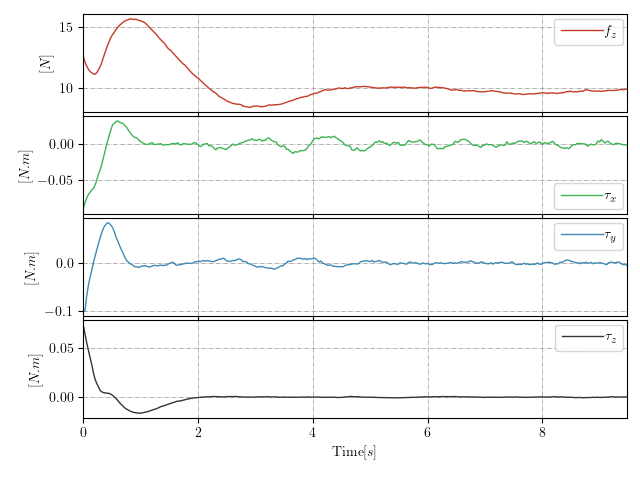 15
10
[N]
f_z
0.00
−0.05
[N.m]
τ_x
0.0
−0.1
[N.m]
τ_y
0.05
0.00
[N.m]
τ_z
0 2 4 6 8
Time[s]